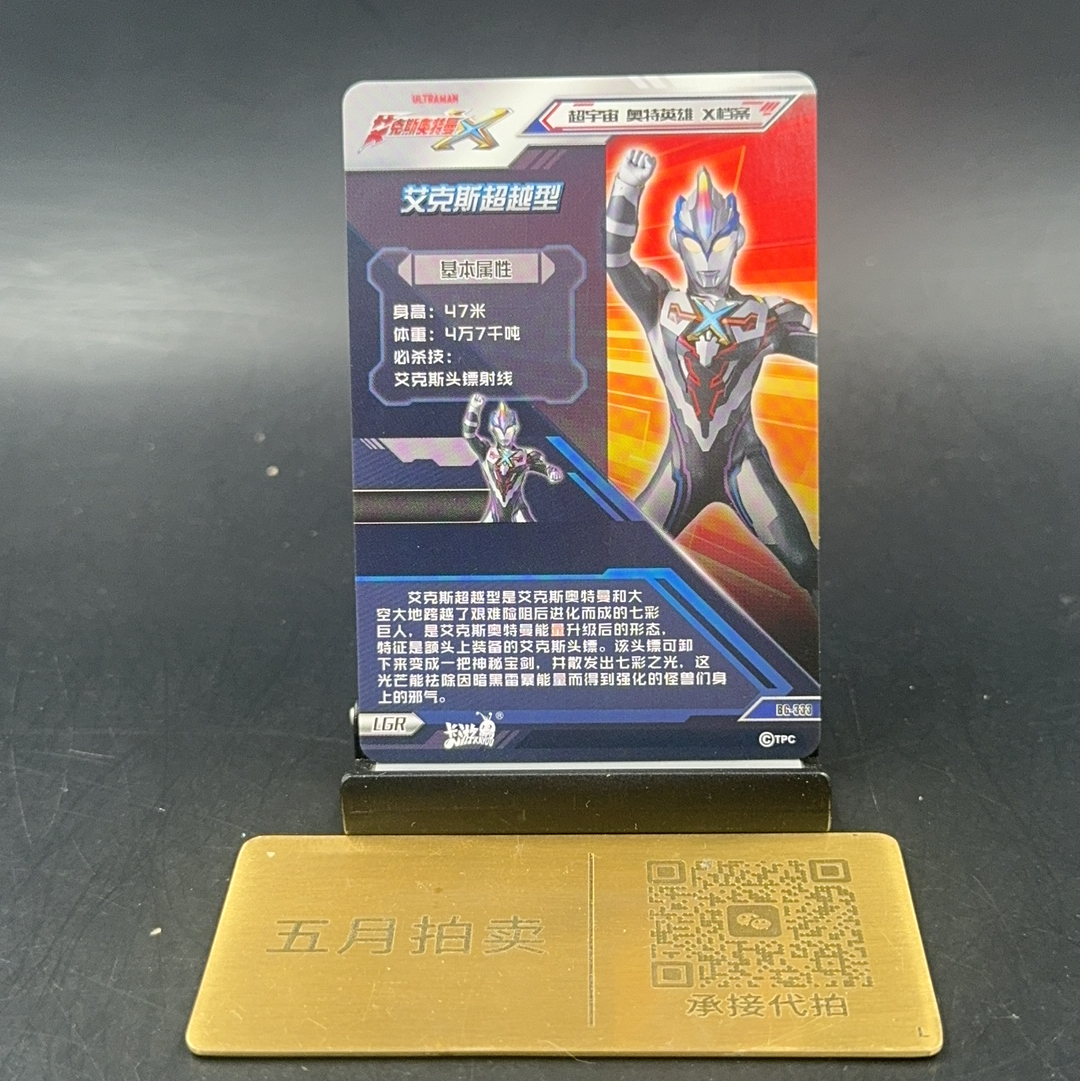 ULTRAMAN
艾克斯奥特曼X
超宇宙 奥特英雄 X档案
艾克斯超越型
基本属性
身高：47米
体重：4万7千吨
必杀技：
艾克斯头镖射线
艾克斯超越型是艾克斯奥特曼和大
空大地跨越了艰难险阻后进化而成的七彩
巨人，是艾克斯奥特曼能量升级后的形态，
特征是额头上装备的艾克斯头镖。该头镖可卸
下来变成一把神秘宝剑，并散发出七彩之光，这
光芒能祛除因暗黑雷暴能量而得到强化的怪兽们身
上的邪气。
BG-333
LGR
卡游
®
©TPC
五月拍卖
承接代拍